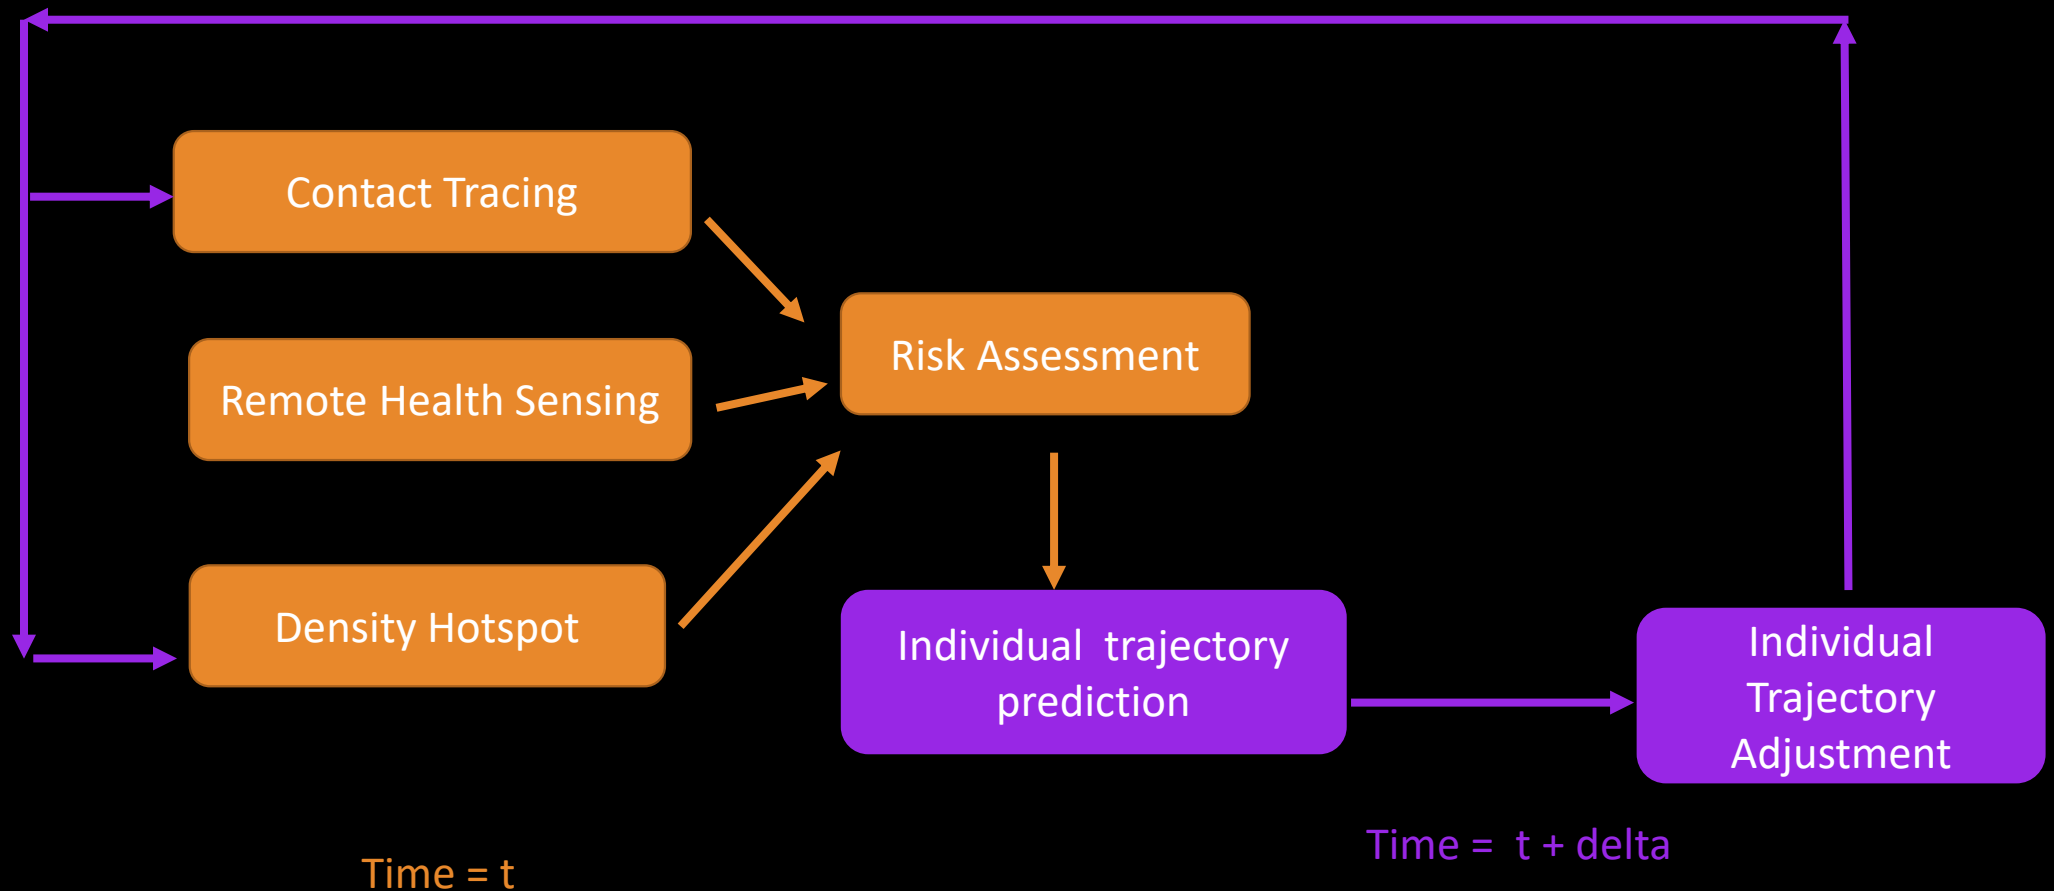 Contact Tracing
Risk Assessment
Remote Health Sensing
Density Hotspot
Individual  trajectory
prediction
Individual
Trajectory
Adjustment
Time =  t + delta
Time = t